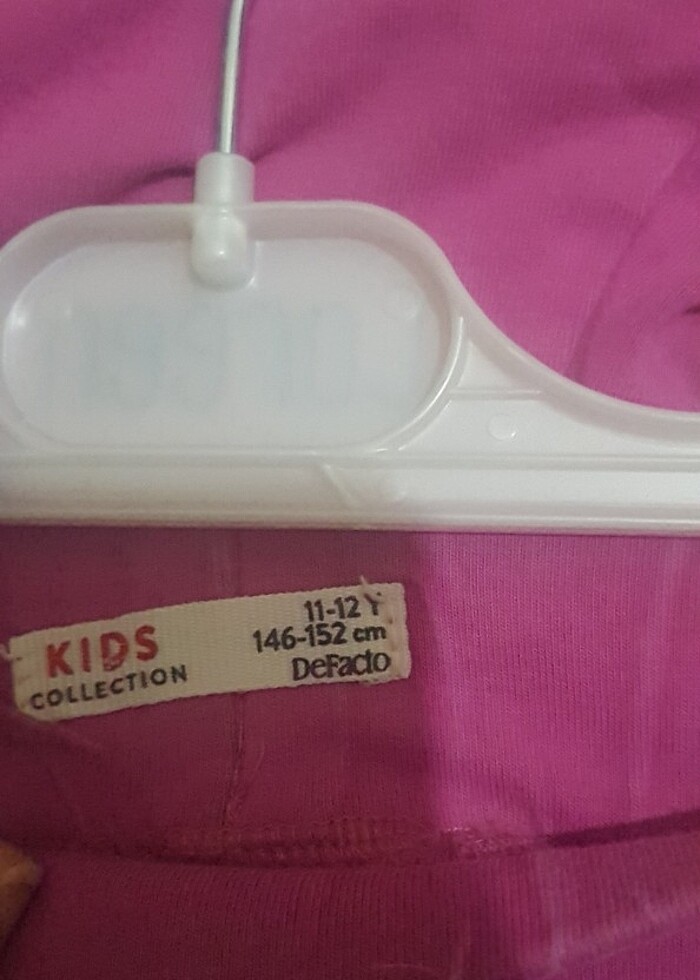 KIDS
COLLECTION
11-12 Y
146-152 cm
DeFacto